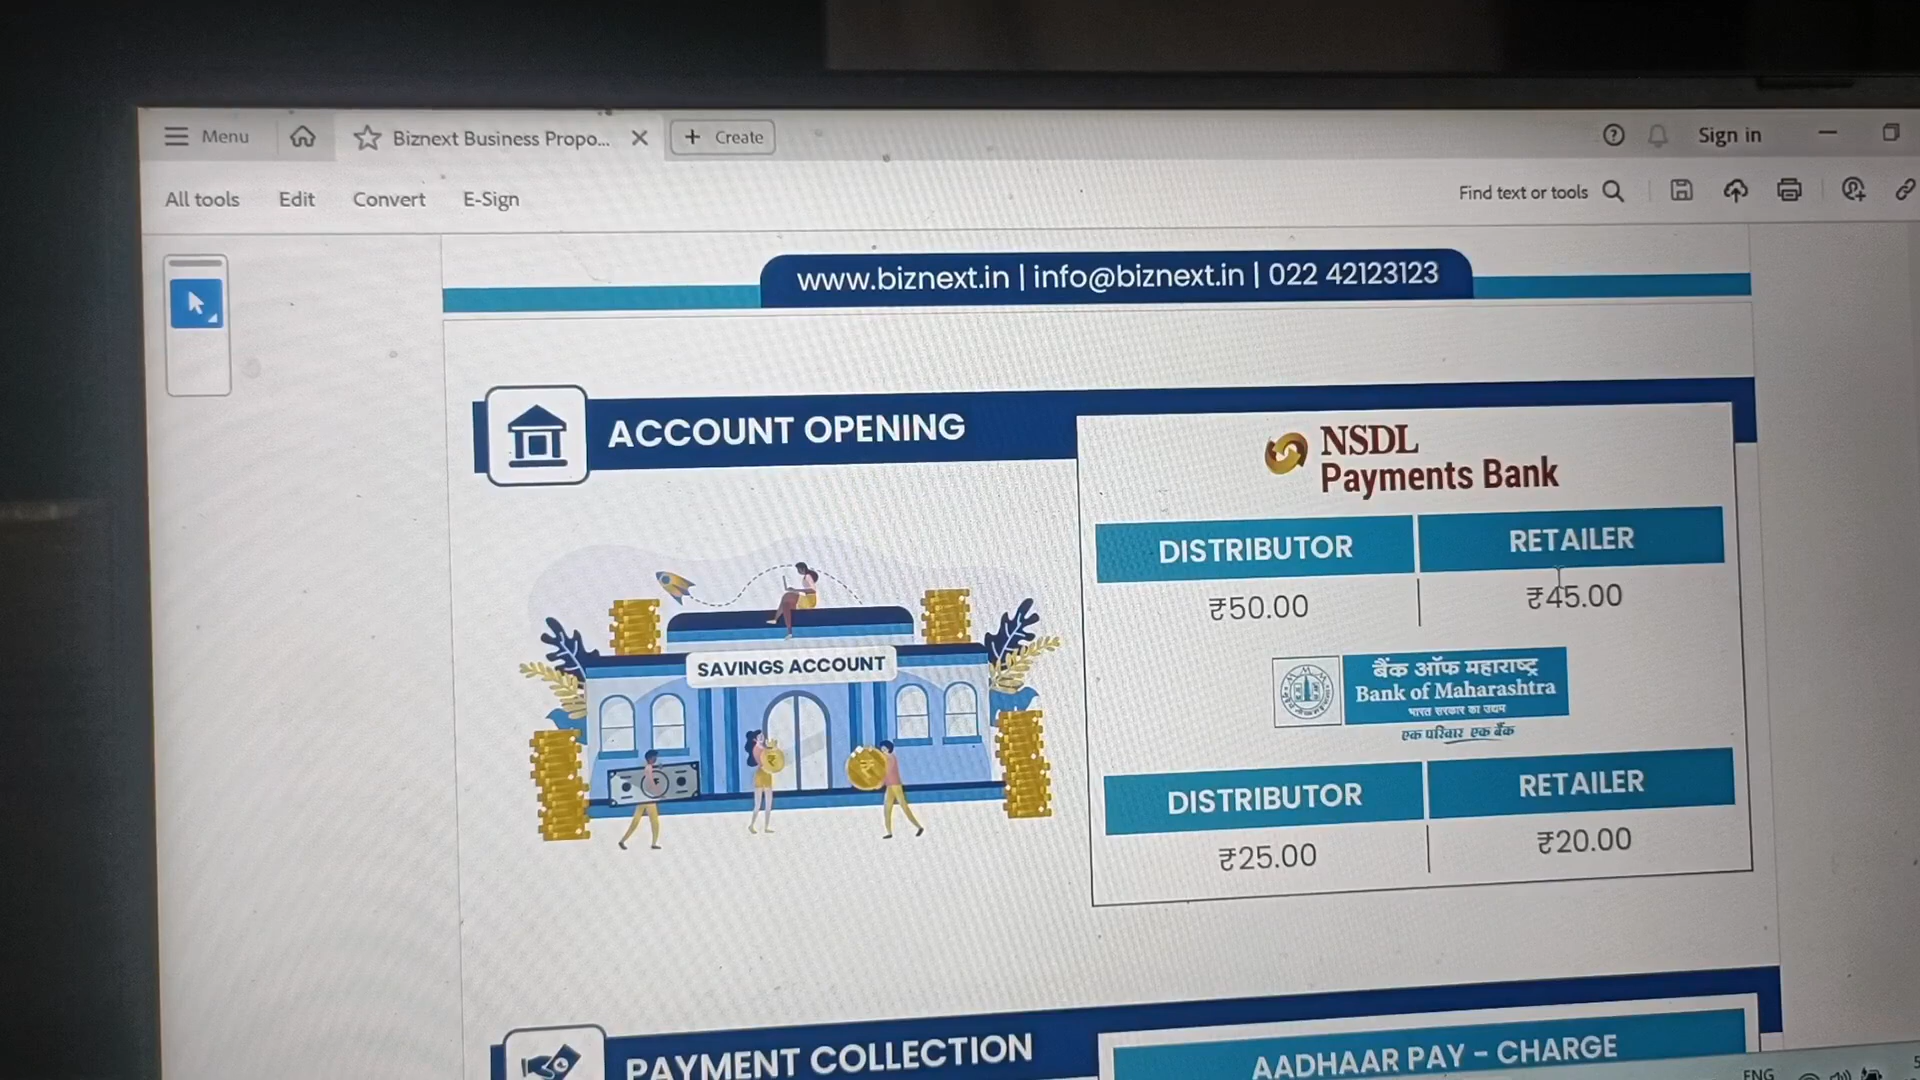 Menu
Biznext Business Propo...
Create
Sign in
All tools
Edit
Convert
E-Sign
Find text or tools
www.biznext.in | info@biznext.in | 022 42123123
ACCOUNT OPENING
NSDL
Payments Bank
DISTRIBUTOR
RETAILER
₹50.00
₹45.00
SAVINGS ACCOUNT
बैंक ऑफ महाराष्ट्र
Bank of Maharashtra
भारत सरकार का उद्यम
एक परिवार एक बैंक
DISTRIBUTOR
RETAILER
₹25.00
₹20.00
PAYMENT COLLECTION
AADHAAR PAY - CHARGE
ENG